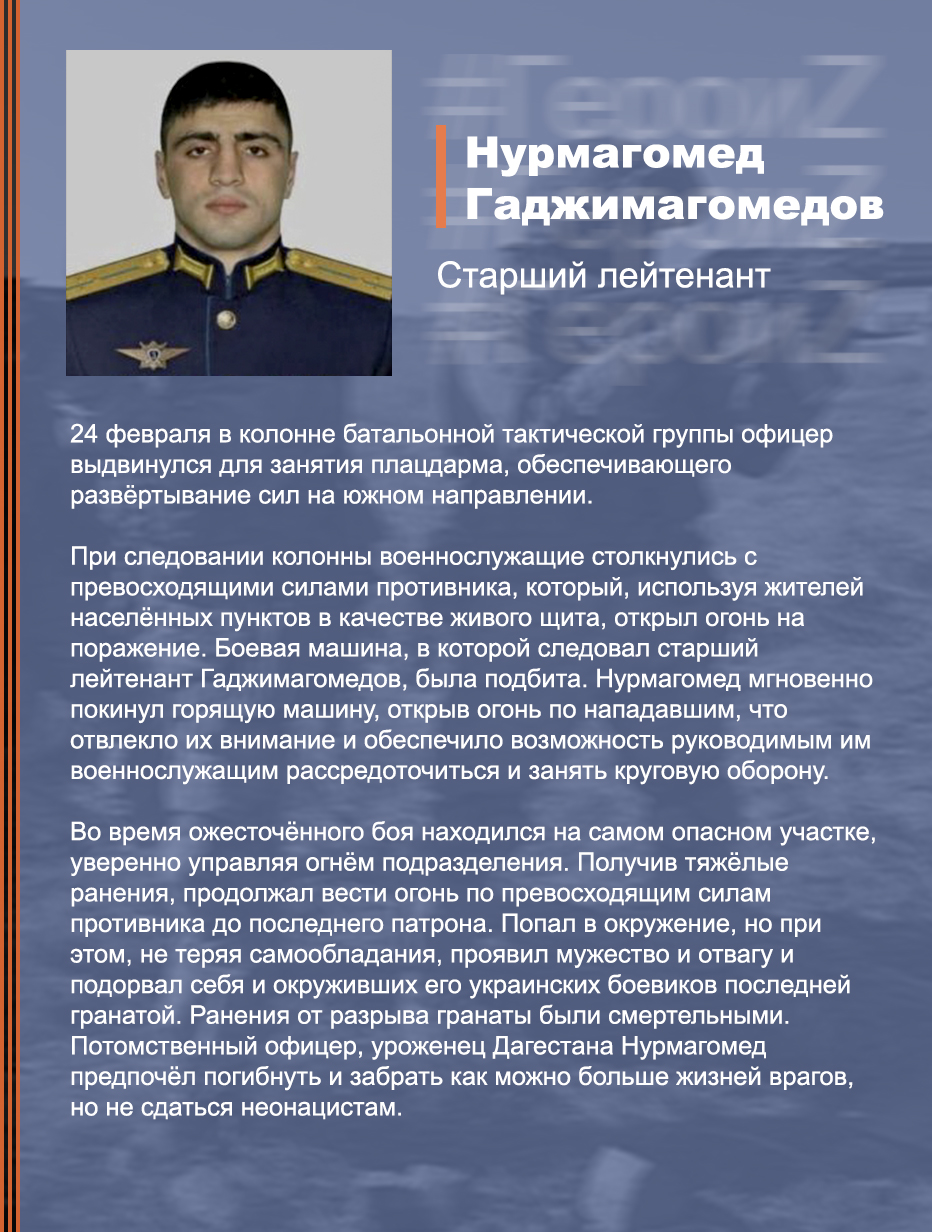 #ГероиZ
Нурмагомед
Гаджимагомедов
Старший лейтенант
#ГероиZ
24 февраля в колонне батальонной тактической группы офицер
выдвинулся для занятия плацдарма, обеспечивающего
развёртывание сил на южном направлении.
При следовании колонны военнослужащие столкнулись с
превосходящими силами противника, который, используя жителей
населённых пунктов в качестве живого щита, открыл огонь на
поражение. Боевая машина, в которой следовал старший
лейтенант Гаджимагомедов, была подбита. Нурмагомед мгновенно
покинул горящую машину, открыв огонь по нападавшим, что
отвлекло их внимание и обеспечило возможность руководимым им
военнослужащим рассредоточиться и занять круговую оборону.
Во время ожесточённого боя находился на самом опасном участке,
уверенно управляя огнём подразделения. Получив тяжёлые
ранения, продолжал вести огонь по превосходящим силам
противника до последнего патрона. Попал в окружение, но при
этом, не теряя самообладания, проявил мужество и отвагу и
подорвал себя и окруживших его украинских боевиков последней
гранатой. Ранения от разрыва гранаты были смертельными.
Потомственный офицер, уроженец Дагестана Нурмагомед
предпочёл погибнуть и забрать как можно больше жизней врагов,
но не сдаться неонацистам.